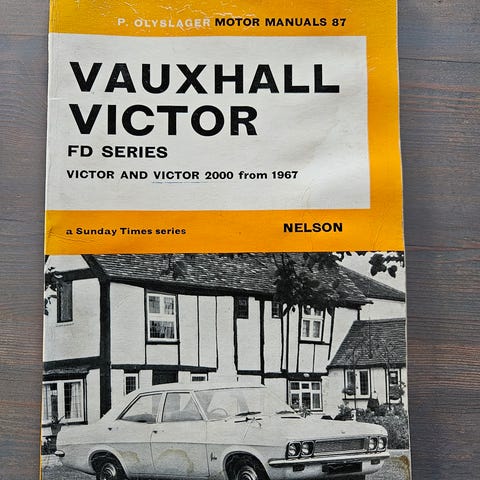 P. OLYSLAGER MOTOR MANUALS 87
VAUXHALL
VICTOR
FD SERIES
VICTOR AND VICTOR 2000 from 1967
a Sunday Times series NELSON